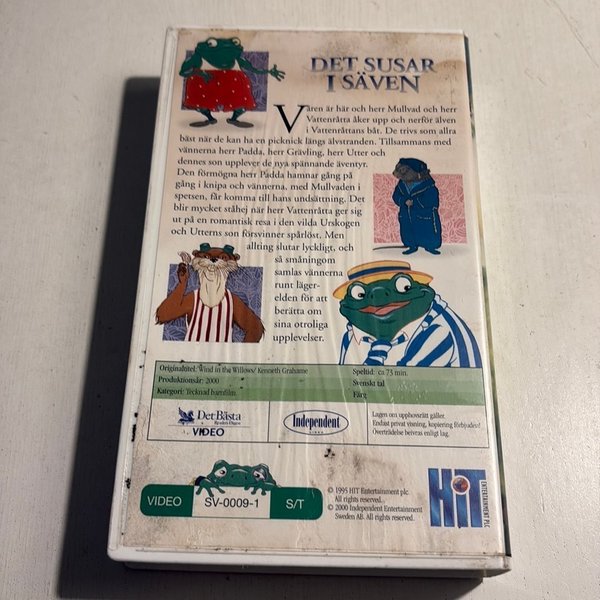 DET SUSAR
I SÄVEN
Våren är här och herr Mullvad och herr
Vattenråtta åker upp och nerför älven
i Vattenråttans båt. De trivs som allra
bäst när de kan ha en picknick längs älvstranden. Tillsammans med
vännerna herr Padda, herr Grävling, herr Utter och
dennes son upplever de nya spännande äventyr.
Den förmögna herr Padda hamnar gång på
gång i knipa och vännerna, med Mullvaden i
spetsen, får komma till hans undsättning. Det
blir mycket ståhej när herr Vattenråtta ger sig
ut på en romantisk resa i den vilda Urskogen
och Utterns son försvinner spårlöst. Men
allting slutar lyckligt, och
så småningom
samlas vännerna
runt läger-
elden för att
berätta om
sina otroliga
upplevelser.
Originaltitel: Wind in the Willows/ Kenneth Grahame
Produktionsår: 2000
Kategori: Tecknad barnfilm
Speltid: ca 73 min.
Svenskt tal
Färg
Det Bästa
Reader's Digest
VIDEO
Independent
Lagen om upphovsrätt gäller.
Endast privat visning, kopiering förbjudes!
Överträdelse beivras enligt lag.
VIDEO SV-0009-1 S/T
© 1995 HIT Entertainment plc.
All rights reserved.
© 2000 Independent Entertainment
Sweden AB. All rights reserved.
HIT
ENTERTAINMENT PLC